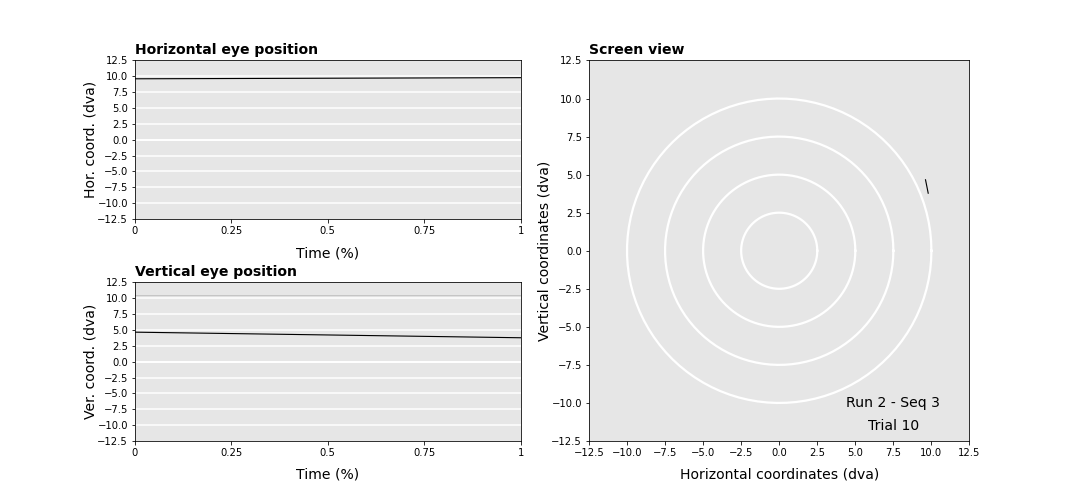 Horizontal eye position
12.5
10.0
7.5
5.0
2.5
0.0
−2.5
−5.0
−7.5
−10.0
−12.5
Hor. coord. (dva)
0 0.25 0.5 0.75 1
Time (%)
Vertical eye position
12.5
10.0
7.5
5.0
2.5
0.0
−2.5
−5.0
−7.5
−10.0
−12.5
Ver. coord. (dva)
0 0.25 0.5 0.75 1
Time (%)
Screen view
12.5
10.0
7.5
5.0
2.5
0.0
−2.5
−5.0
−7.5
−10.0
−12.5
Vertical coordinates (dva)
Run 2 - Seq 3
Trial 10
−12.5 −10.0 −7.5 −5.0 −2.5 0.0 2.5 5.0 7.5 10.0 12.5
Horizontal coordinates (dva)